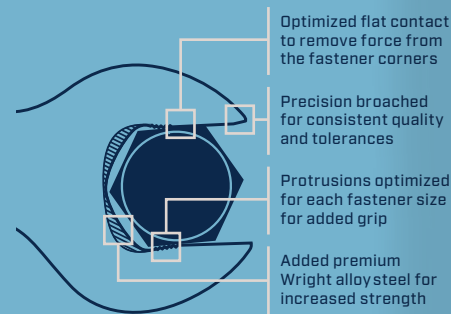 Optimized flat contact
to remove force from
the fastener corners
Precision broached
for consistent quality
and tolerances
Protrusions optimized
for each fastener size
for added grip
Added premium
Wright alloy steel for
increased strength